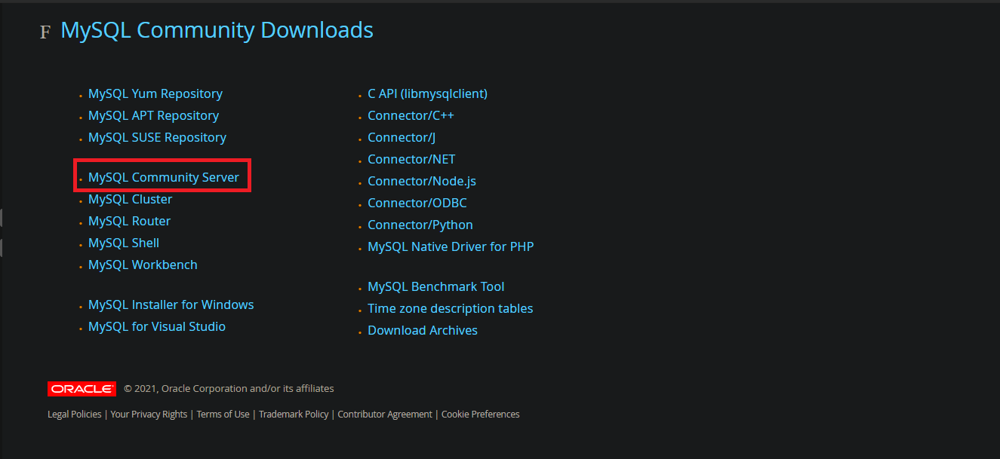 F MySQL Community Downloads
MySQL Yum Repository
MySQL APT Repository
MySQL SUSE Repository
MySQL Community Server
MySQL Cluster
MySQL Router
MySQL Shell
MySQL Workbench
MySQL Installer for Windows
MySQL for Visual Studio
C API (libmysqlclient)
Connector/C++
Connector/J
Connector/NET
Connector/Node.js
Connector/ODBC
Connector/Python
MySQL Native Driver for PHP
MySQL Benchmark Tool
Time zone description tables
Download Archives
ORACLE © 2021, Oracle Corporation and/or its affiliates
Legal Policies | Your Privacy Rights | Terms of Use | Trademark Policy | Contributor Agreement | Cookie Preferences